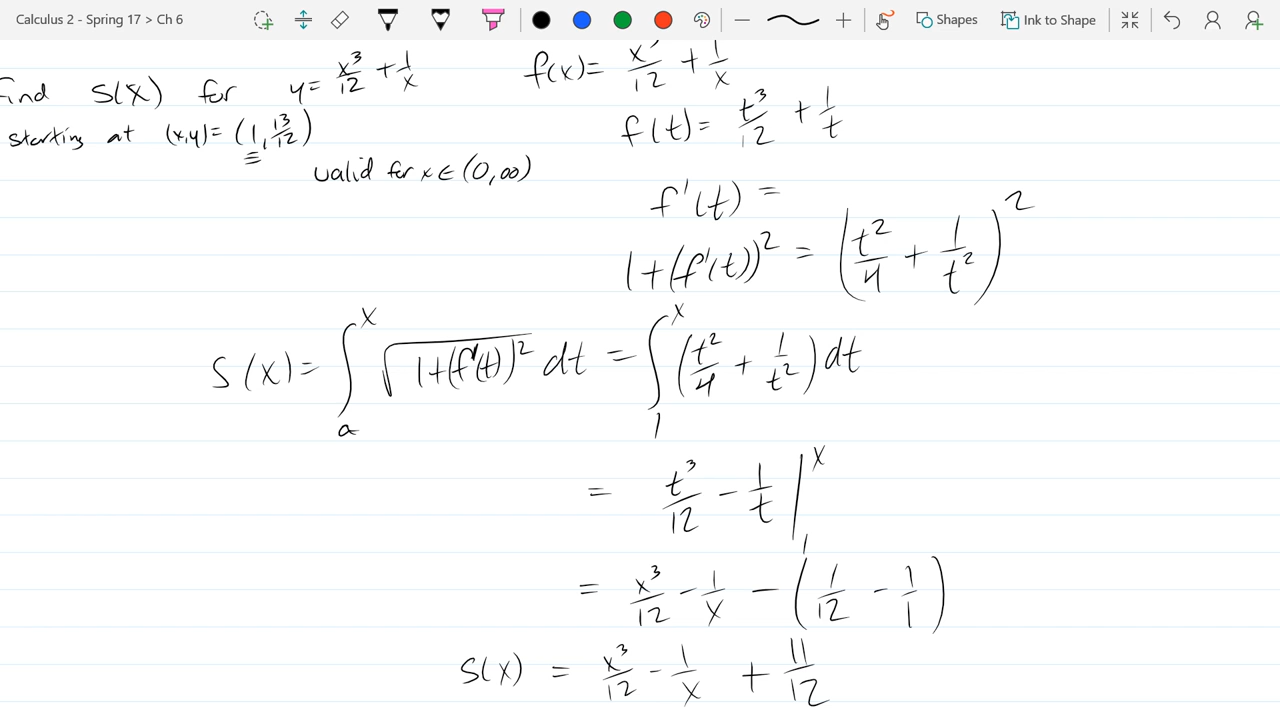 Calculus 2 - Spring 17 > Ch 6
Shapes
Ink to Shape
Find S(X) for y = x³/12 + 1/x
starting at (x,y) = (1, 13/12)
valid for x ∈ (0, ∞)
f(x) = x³/12 + 1/x
f(t) = t³/12 + 1/t
f'(t) =
1 + (f'(t))² = (t²/4 + 1/t²)²
S(X) = ∫ₐˣ √(1+(f'(t))²) dt = ∫₁ˣ (t²/4 + 1/t²) dt
= t³/12 - 1/t |₁ˣ
= x³/12 - 1/x - (1/12 - 1/1)
S(X) = x³/12 - 1/x + 11/12